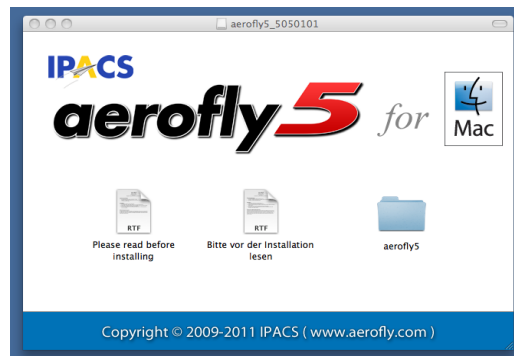 aerofly5_5050101
IPACS
aerofly5 for
Mac
RTF
RTF
Please read before
installing
Bitte vor der Installation
lesen
aerofly5
Copyright © 2009-2011 IPACS ( www.aerofly.com )